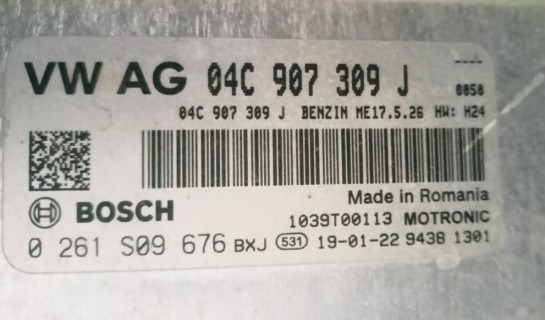 ----
VW AG 04C 907 309 J 0050
04C 907 309 J BENZIN ME17.5.26 HW: H24
BOSCH
Made in Romania
1039T00113 MOTRONIC
0 261 S09 676 BXJ 531 19-01-22 9438 1301